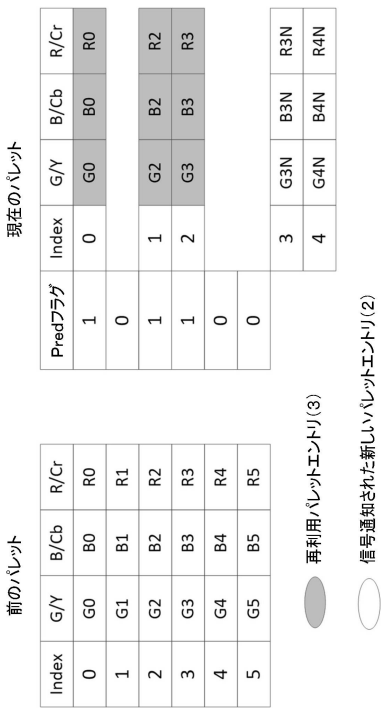 前のパレット
Index G/Y B/Cb R/Cr
0 G0 B0 R0
1 G1 B1 R1
2 G2 B2 R2
3 G3 B3 R3
4 G4 B4 R4
5 G5 B5 R5
現在のパレット
Predフラグ Index G/Y B/Cb R/Cr
1 0 G0 B0 R0
0
1 1 G2 B2 R2
1 2 G3 B3 R3
0
0
3 G3N B3N R3N
4 G4N B4N R4N
再利用パレットエントリ(3)
信号通知された新しいパレットエントリ(2)